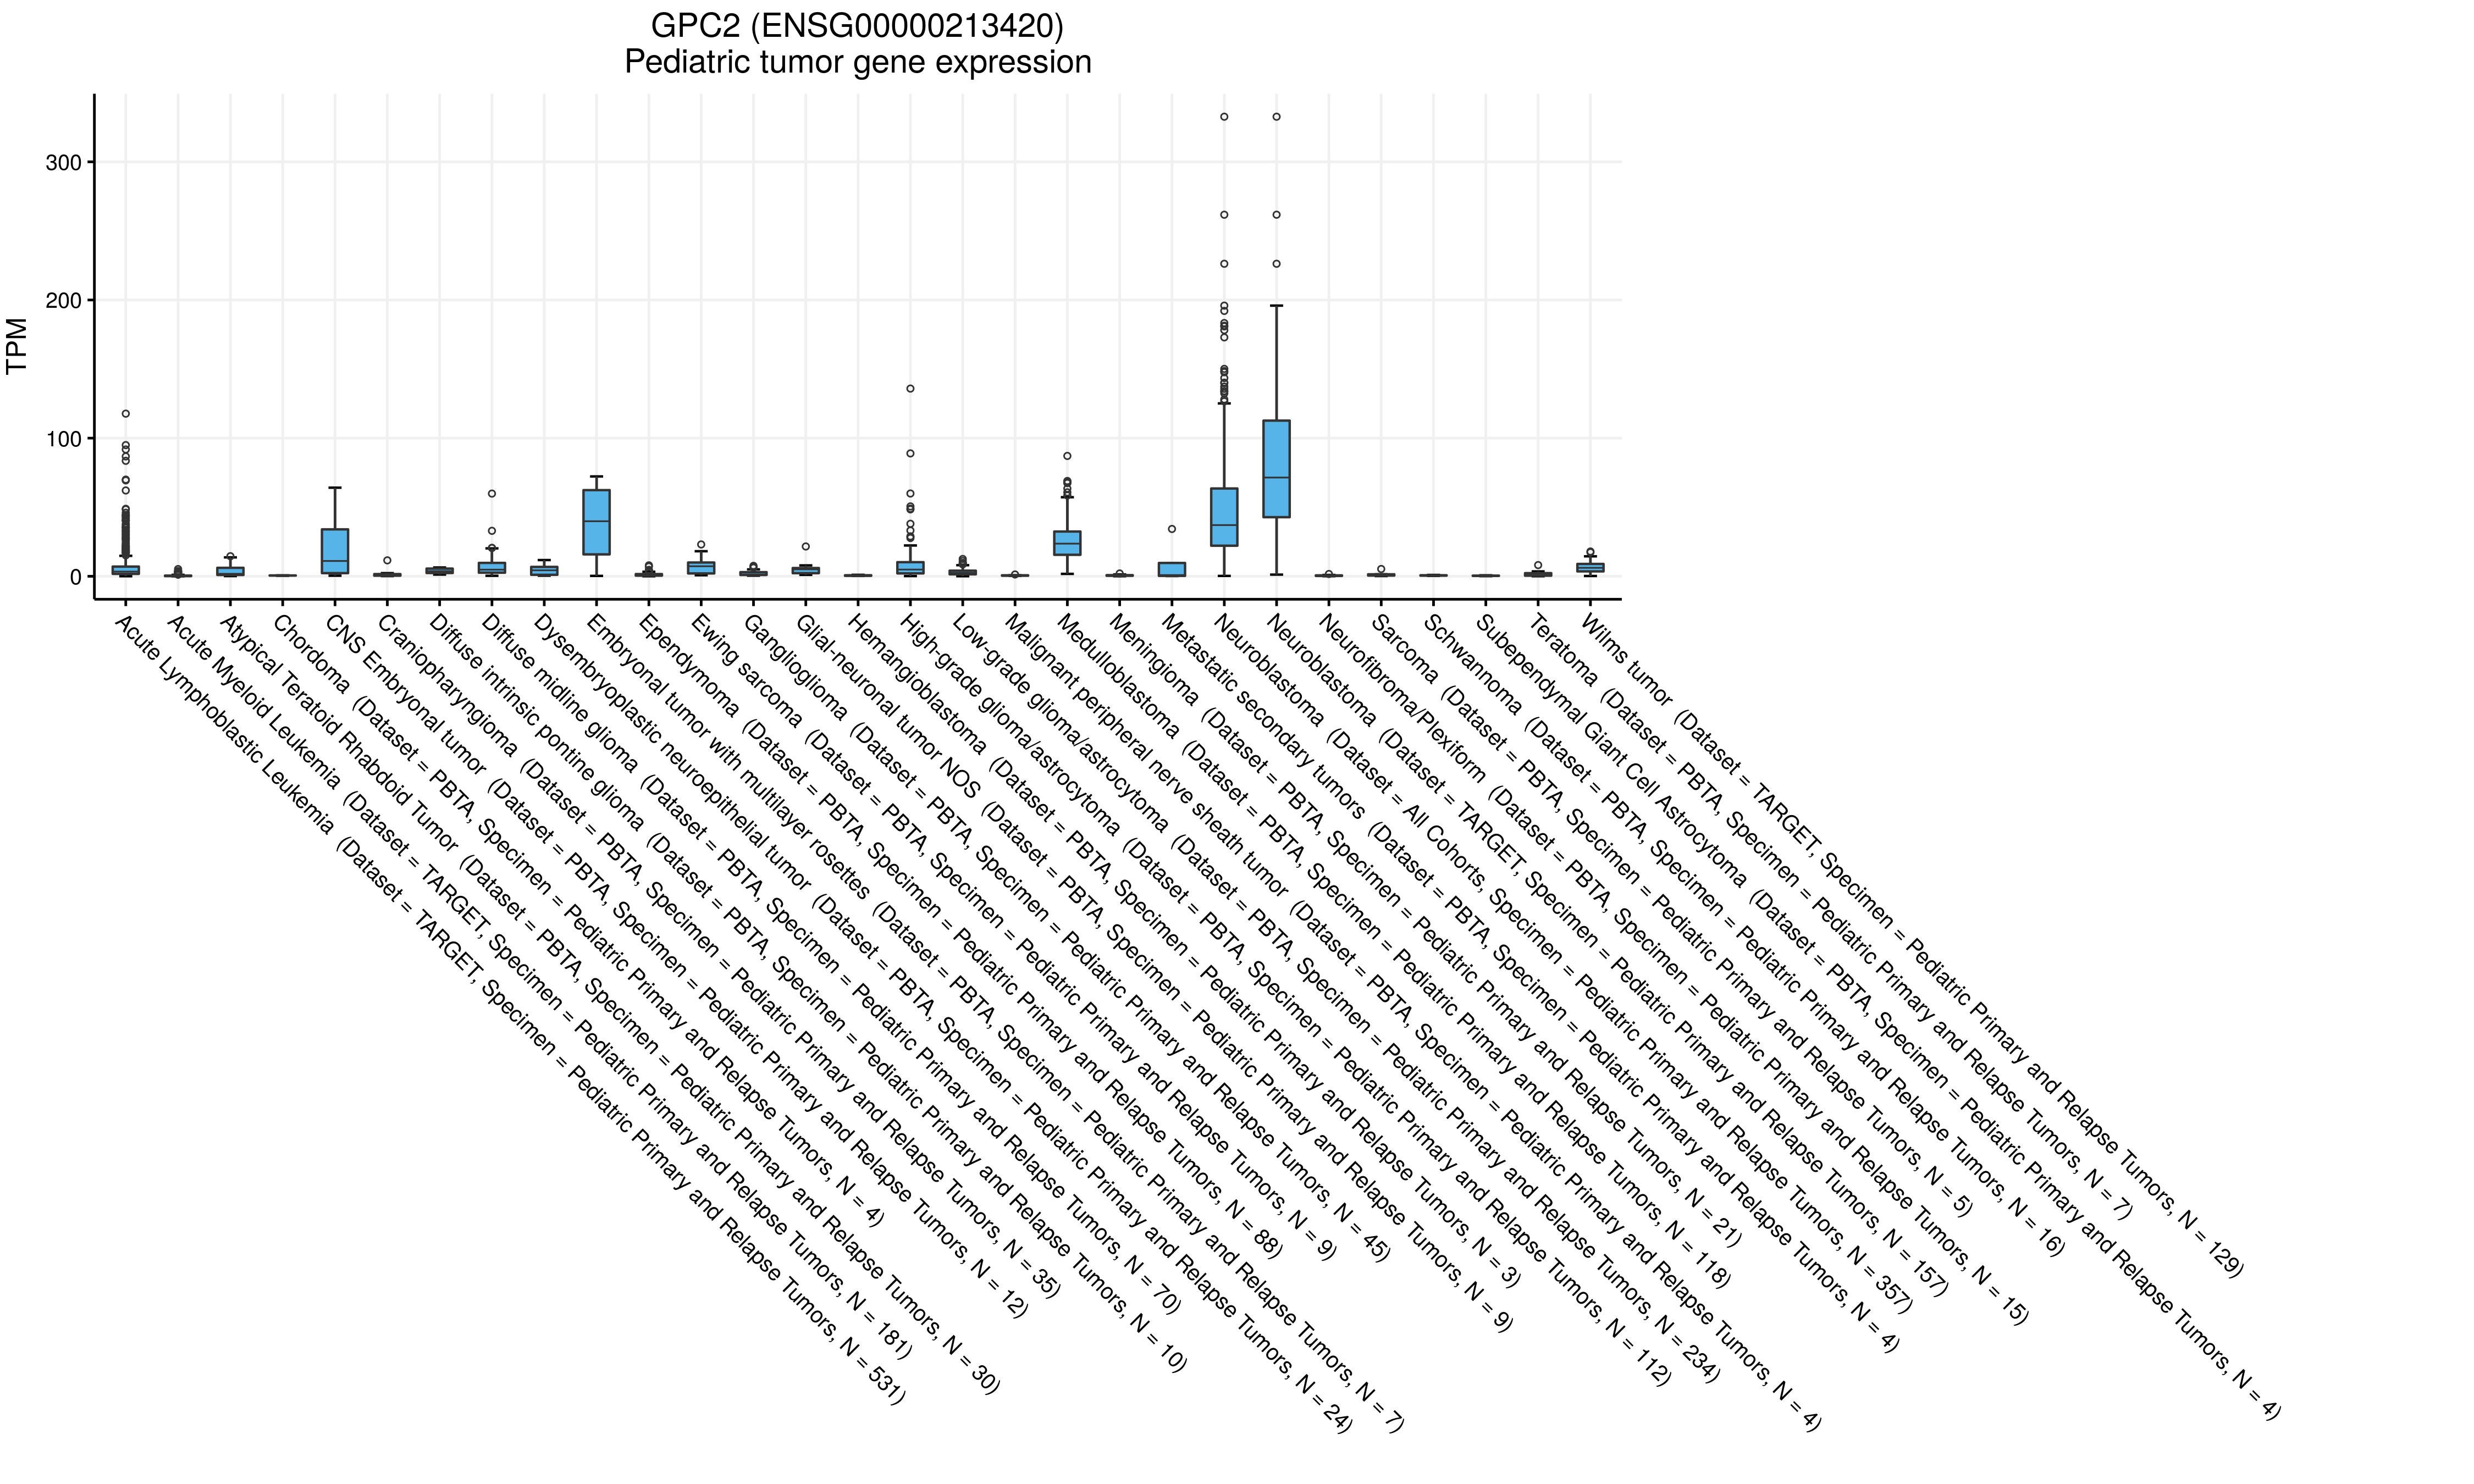 GPC2 (ENSG00000213420)
Pediatric tumor gene expression
TPM
300
200
100
0
Acute Lymphoblastic Leukemia (Dataset = TARGET, Specimen = Pediatric Primary and Relapse Tumors, N = 531)
Acute Myeloid Leukemia (Dataset = TARGET, Specimen = Pediatric Primary and Relapse Tumors, N = 181)
Atypical Teratoid Rhabdoid Tumor (Dataset = PBTA, Specimen = Pediatric Primary and Relapse Tumors, N = 30)
Chordoma (Dataset = PBTA, Specimen = Pediatric Primary and Relapse Tumors, N = 4)
CNS Embryonal tumor (Dataset = PBTA, Specimen = Pediatric Primary and Relapse Tumors, N = 12)
Craniopharyngioma (Dataset = PBTA, Specimen = Pediatric Primary and Relapse Tumors, N = 35)
Diffuse intrinsic pontine glioma (Dataset = PBTA, Specimen = Pediatric Primary and Relapse Tumors, N = 10)
Diffuse midline glioma (Dataset = PBTA, Specimen = Pediatric Primary and Relapse Tumors, N = 70)
Dysembryoplastic neuroepithelial tumor (Dataset = PBTA, Specimen = Pediatric Primary and Relapse Tumors, N = 24)
Embryonal tumor with multilayer rosettes (Dataset = PBTA, Specimen = Pediatric Primary and Relapse Tumors, N = 7)
Ependymoma (Dataset = PBTA, Specimen = Pediatric Primary and Relapse Tumors, N = 88)
Ewing sarcoma (Dataset = PBTA, Specimen = Pediatric Primary and Relapse Tumors, N = 9)
Ganglioglioma (Dataset = PBTA, Specimen = Pediatric Primary and Relapse Tumors, N = 45)
Glial-neuronal tumor NOS (Dataset = PBTA, Specimen = Pediatric Primary and Relapse Tumors, N = 9)
Hemangioblastoma (Dataset = PBTA, Specimen = Pediatric Primary and Relapse Tumors, N = 3)
High-grade glioma/astrocytoma (Dataset = PBTA, Specimen = Pediatric Primary and Relapse Tumors, N = 112)
Low-grade glioma/astrocytoma (Dataset = PBTA, Specimen = Pediatric Primary and Relapse Tumors, N = 234)
Malignant peripheral nerve sheath tumor (Dataset = PBTA, Specimen = Pediatric Primary and Relapse Tumors, N = 4)
Medulloblastoma (Dataset = PBTA, Specimen = Pediatric Primary and Relapse Tumors, N = 118)
Meningioma (Dataset = PBTA, Specimen = Pediatric Primary and Relapse Tumors, N = 21)
Metastatic secondary tumors (Dataset = PBTA, Specimen = Pediatric Primary and Relapse Tumors, N = 4)
Neuroblastoma (Dataset = All Cohorts, Specimen = Pediatric Primary and Relapse Tumors, N = 357)
Neuroblastoma (Dataset = TARGET, Specimen = Pediatric Primary and Relapse Tumors, N = 157)
Neurofibroma/Plexiform (Dataset = PBTA, Specimen = Pediatric Primary and Relapse Tumors, N = 15)
Sarcoma (Dataset = PBTA, Specimen = Pediatric Primary and Relapse Tumors, N = 5)
Schwannoma (Dataset = PBTA, Specimen = Pediatric Primary and Relapse Tumors, N = 16)
Subependymal Giant Cell Astrocytoma (Dataset = PBTA, Specimen = Pediatric Primary and Relapse Tumors, N = 4)
Teratoma (Dataset = PBTA, Specimen = Pediatric Primary and Relapse Tumors, N = 7)
Wilms tumor (Dataset = TARGET, Specimen = Pediatric Primary and Relapse Tumors, N = 129)